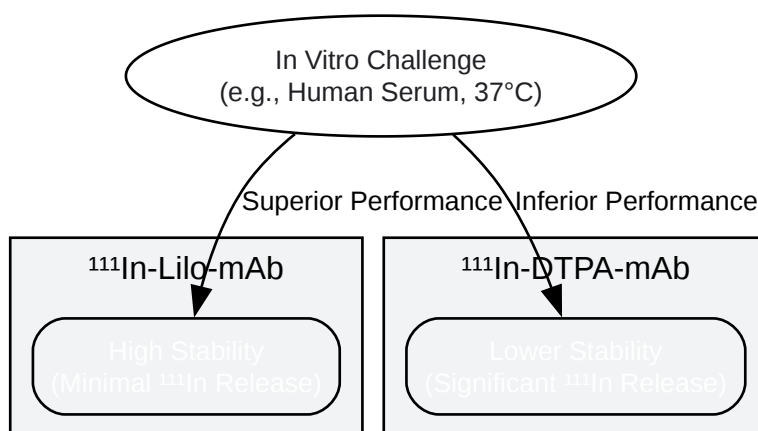 In Vitro Challenge
(e.g., Human Serum, 37°C)
Superior Performance
Inferior Performance
¹¹¹In-Lilo-mAb
¹¹¹In-DTPA-mAb
High Stability
(Minimal ¹¹¹In Release)
Lower Stability
(Significant ¹¹¹In Release)